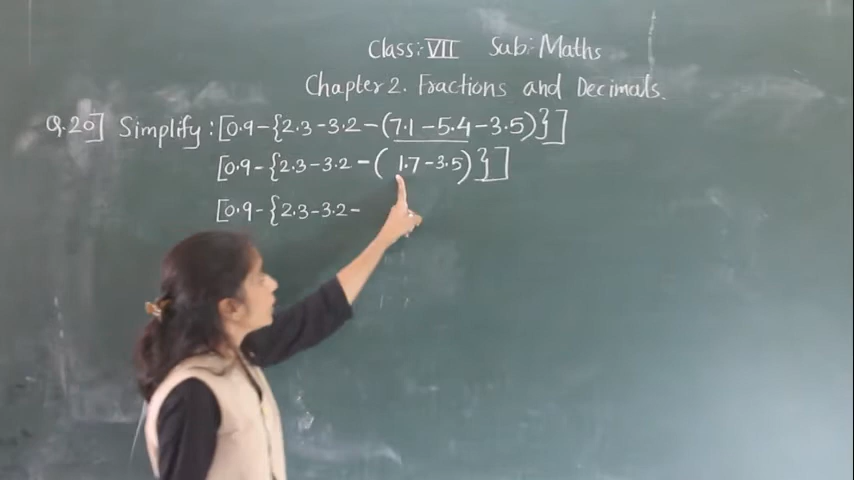 Class:-VII Sub:-Maths
Chapter 2. Fractions and Decimals.
Q.20] Simplify : [0.9-{2.3-3.2-(7.1-5.4-3.5)}]
[0.9-{2.3-3.2-(1.7-3.5)}]
[0.9-{2.3-3.2-